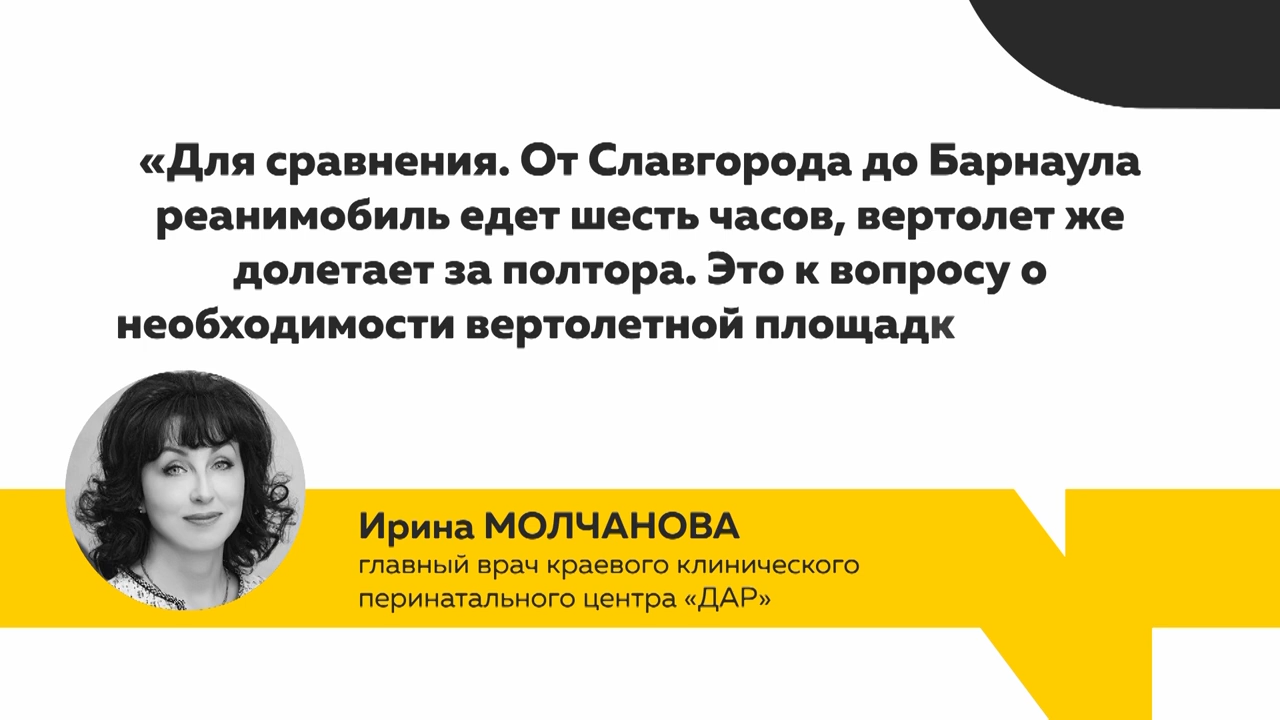 «Для сравнения. От Славгорода до Барнаула
реанимобиль едет шесть часов, вертолет же
долетает за полтора. Это к вопросу о
необходимости вертолетной площадк
Ирина МОЛЧАНОВА
главный врач краевого клинического
перинатального центра «ДАР»